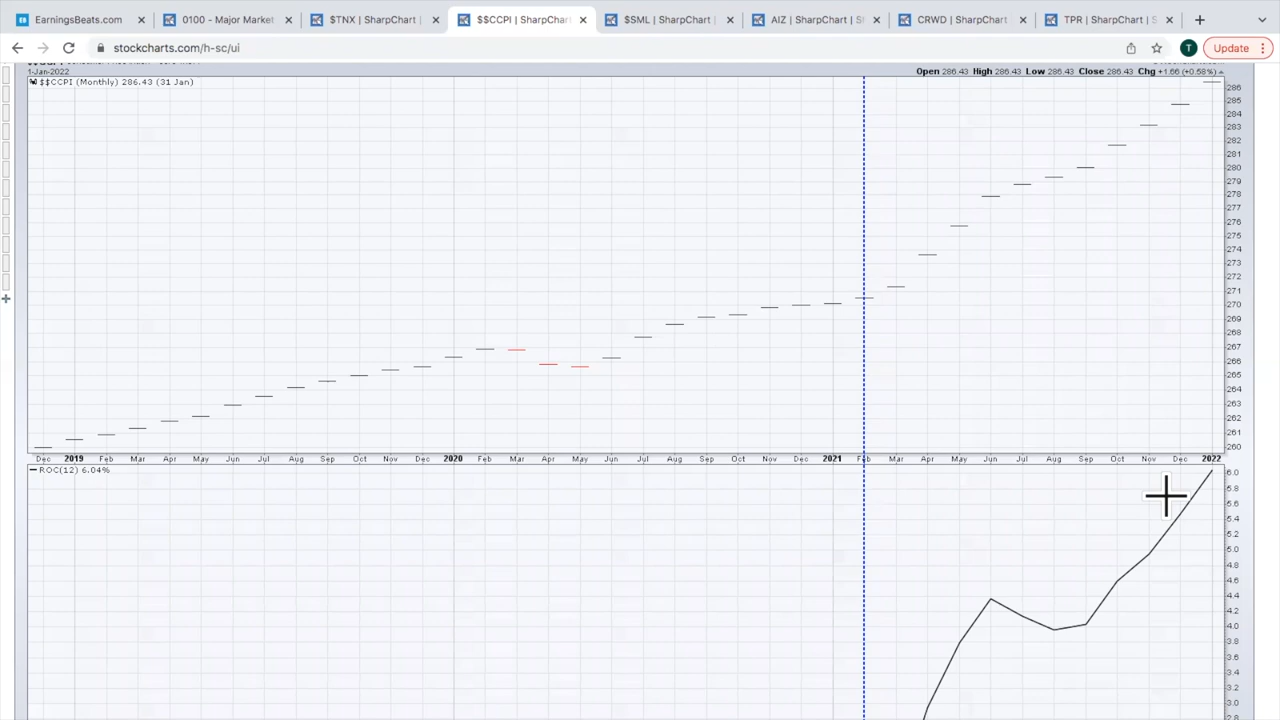 EarningsBeats.com
0100 - Major Market
$TNX | SharpChart
$$CCPI | SharpChart
$SML | SharpChart
AIZ | SharpChart | S
CRWD | SharpChart
TPR | SharpChart | S
stockcharts.com/h-sc/ui
T
Update
1-Jan-2022
Open 286.43 High 286.43 Low 286.43 Close 286.43 Chg +1.66 (+0.58%)
$$CCPI (Monthly) 286.43 (31 Jan)
286
285
284
283
282
281
280
279
278
277
276
275
274
273
272
271
270
269
268
267
266
265
264
263
262
261
260
Dec 2019 Feb Mar Apr May Jun Jul Aug Sep Oct Nov Dec 2020 Feb Mar Apr May Jun Jul Aug Sep Oct Nov Dec 2021 Feb Mar Apr May Jun Jul Aug Sep Oct Nov Dec 2022
ROC(12) 6.04%
6.0
5.8
5.6
5.4
5.2
5.0
4.8
4.6
4.4
4.2
4.0
3.8
3.6
3.4
3.2
3.0
2.8